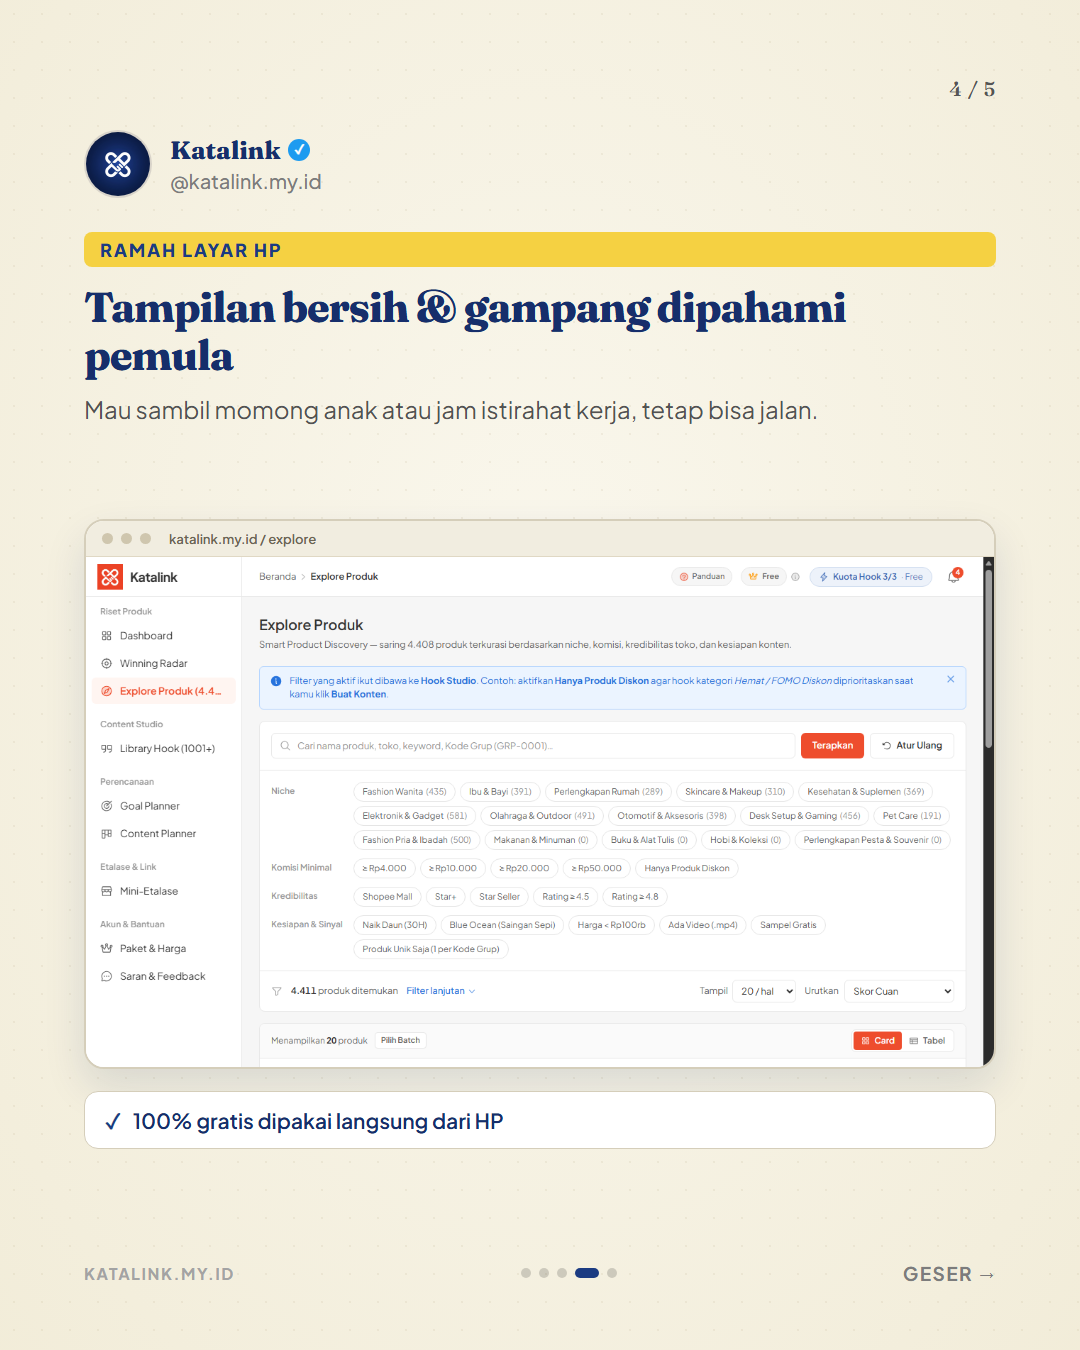 4 / 5
Katalink
@katalink.my.id
RAMAH LAYAR HP
Tampilan bersih & gampang dipahami
pemula
Mau sambil momong anak atau jam istirahat kerja, tetap bisa jalan.
katalink.my.id / explore
Katalink
Beranda > Explore Produk
Panduan
Free
Kuota Hook 3/3 · Free
4
Riset Produk
Dashboard
Winning Radar
Explore Produk (4.4...
Content Studio
Library Hook (1001+)
Perencanaan
Goal Planner
Content Planner
Etalase & Link
Mini-Etalase
Akun & Bantuan
Paket & Harga
Saran & Feedback
Explore Produk
Smart Product Discovery — saring 4.408 produk terkurasi berdasarkan niche, komisi, kredibilitas toko, dan kesiapan konten.
Filter yang aktif ikut dibawa ke Hook Studio. Contoh: aktifkan Hanya Produk Diskon agar hook kategori Hemat / FOMO Diskon diprioritaskan saat
kamu klik Buat Konten.
Cari nama produk, toko, keyword, Kode Grup (GRP-0001)...
Terapkan
Atur Ulang
Niche
Fashion Wanita (435) Ibu & Bayi (391) Perlengkapan Rumah (289) Skincare & Makeup (310) Kesehatan & Suplemen (369)
Elektronik & Gadget (581) Olahraga & Outdoor (491) Otomotif & Aksesoris (398) Desk Setup & Gaming (456) Pet Care (191)
Fashion Pria & Ibadah (500) Makanan & Minuman (0) Buku & Alat Tulis (0) Hobi & Koleksi (0) Perlengkapan Pesta & Souvenir (0)
Komisi Minimal
≥ Rp4.000 ≥ Rp10.000 ≥ Rp20.000 ≥ Rp50.000 Hanya Produk Diskon
Kredibilitas
Shopee Mall Star+ Star Seller Rating ≥ 4.5 Rating ≥ 4.8
Kesiapan & Sinyal
Naik Daun (30H) Blue Ocean (Saingan Sepi) Harga < Rp100rb Ada Video (.mp4) Sampel Gratis
Produk Unik Saja (1 per Kode Grup)
4.411 produk ditemukan Filter lanjutan
Tampil 20 / hal Urutkan Skor Cuan
Menampilkan 20 produk Pilih Batch
Card Tabel
✓ 100% gratis dipakai langsung dari HP
KATALINK.MY.ID
GESER →